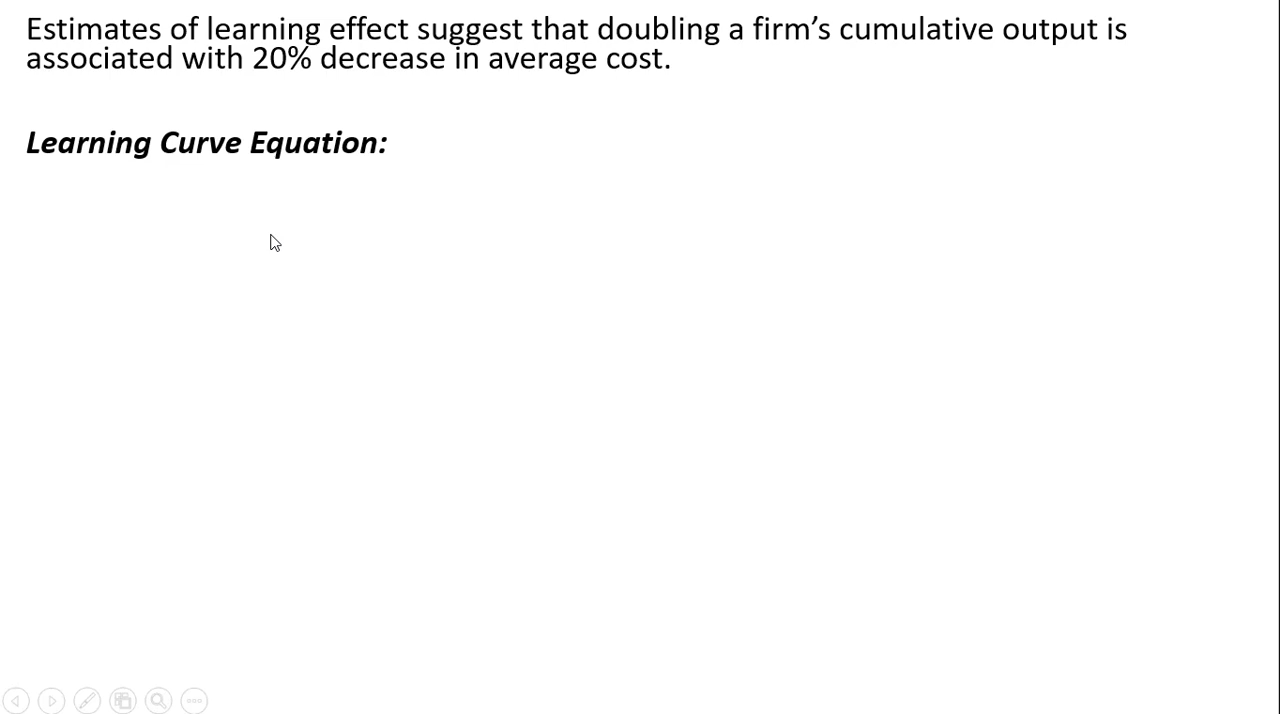 Estimates of learning effect suggest that doubling a firm’s cumulative output is
associated with 20% decrease in average cost.
Learning Curve Equation: